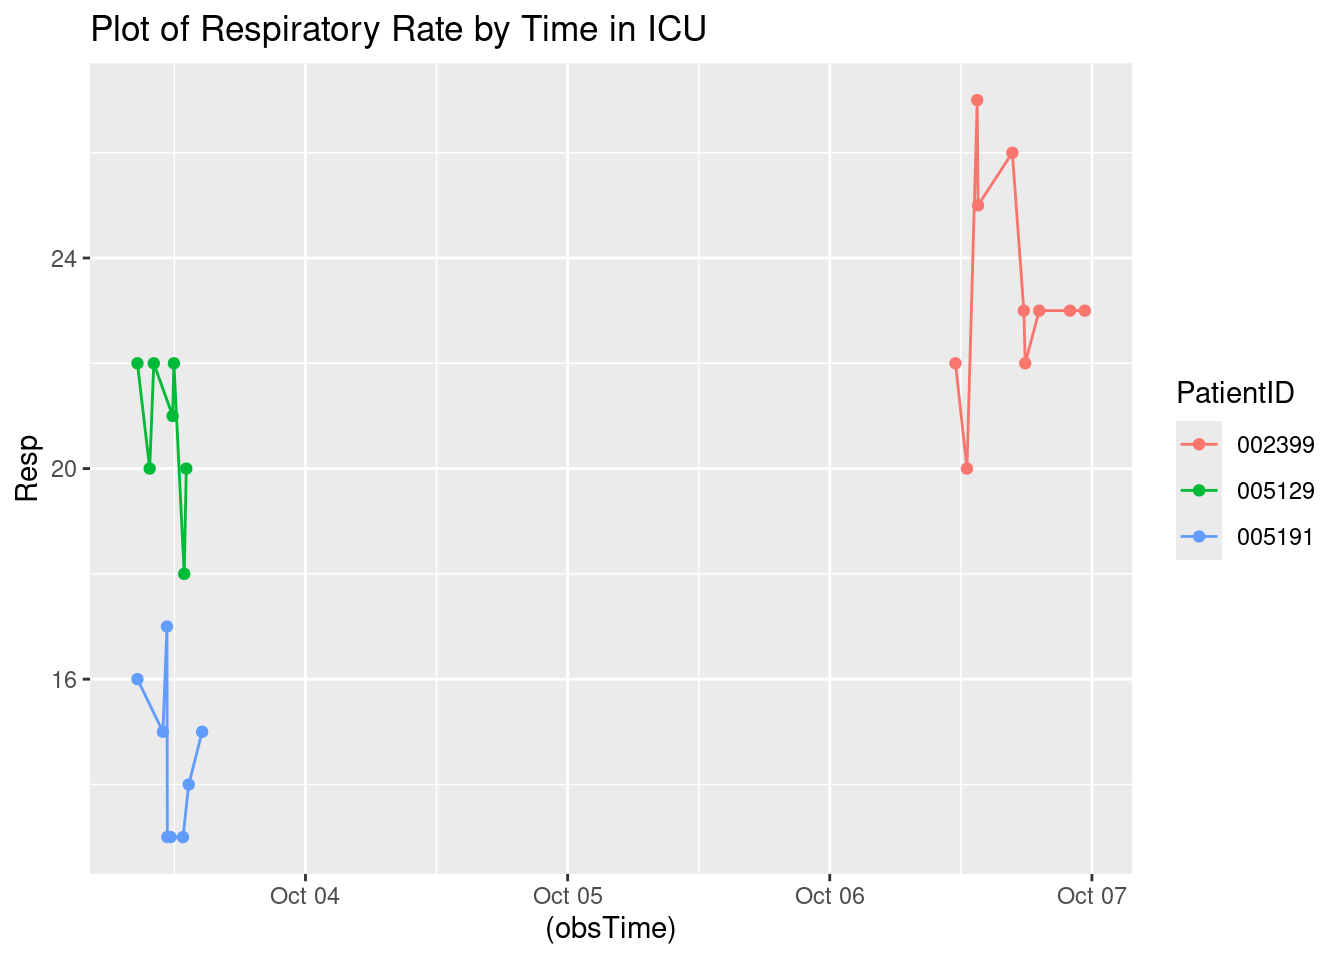 Plot of Respiratory Rate by Time in ICU
24
20
16
Resp
Oct 04
Oct 05
Oct 06
Oct 07
(obsTime)
PatientID
002399
005129
005191